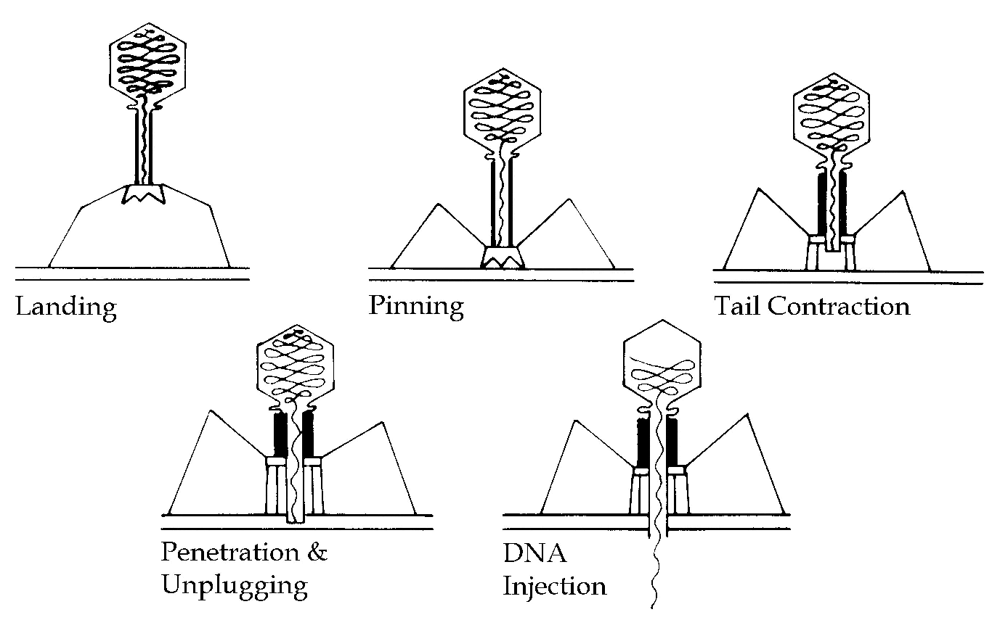 Landing
Pinning
Tail Contraction
Penetration &
Unplugging
DNA
Injection